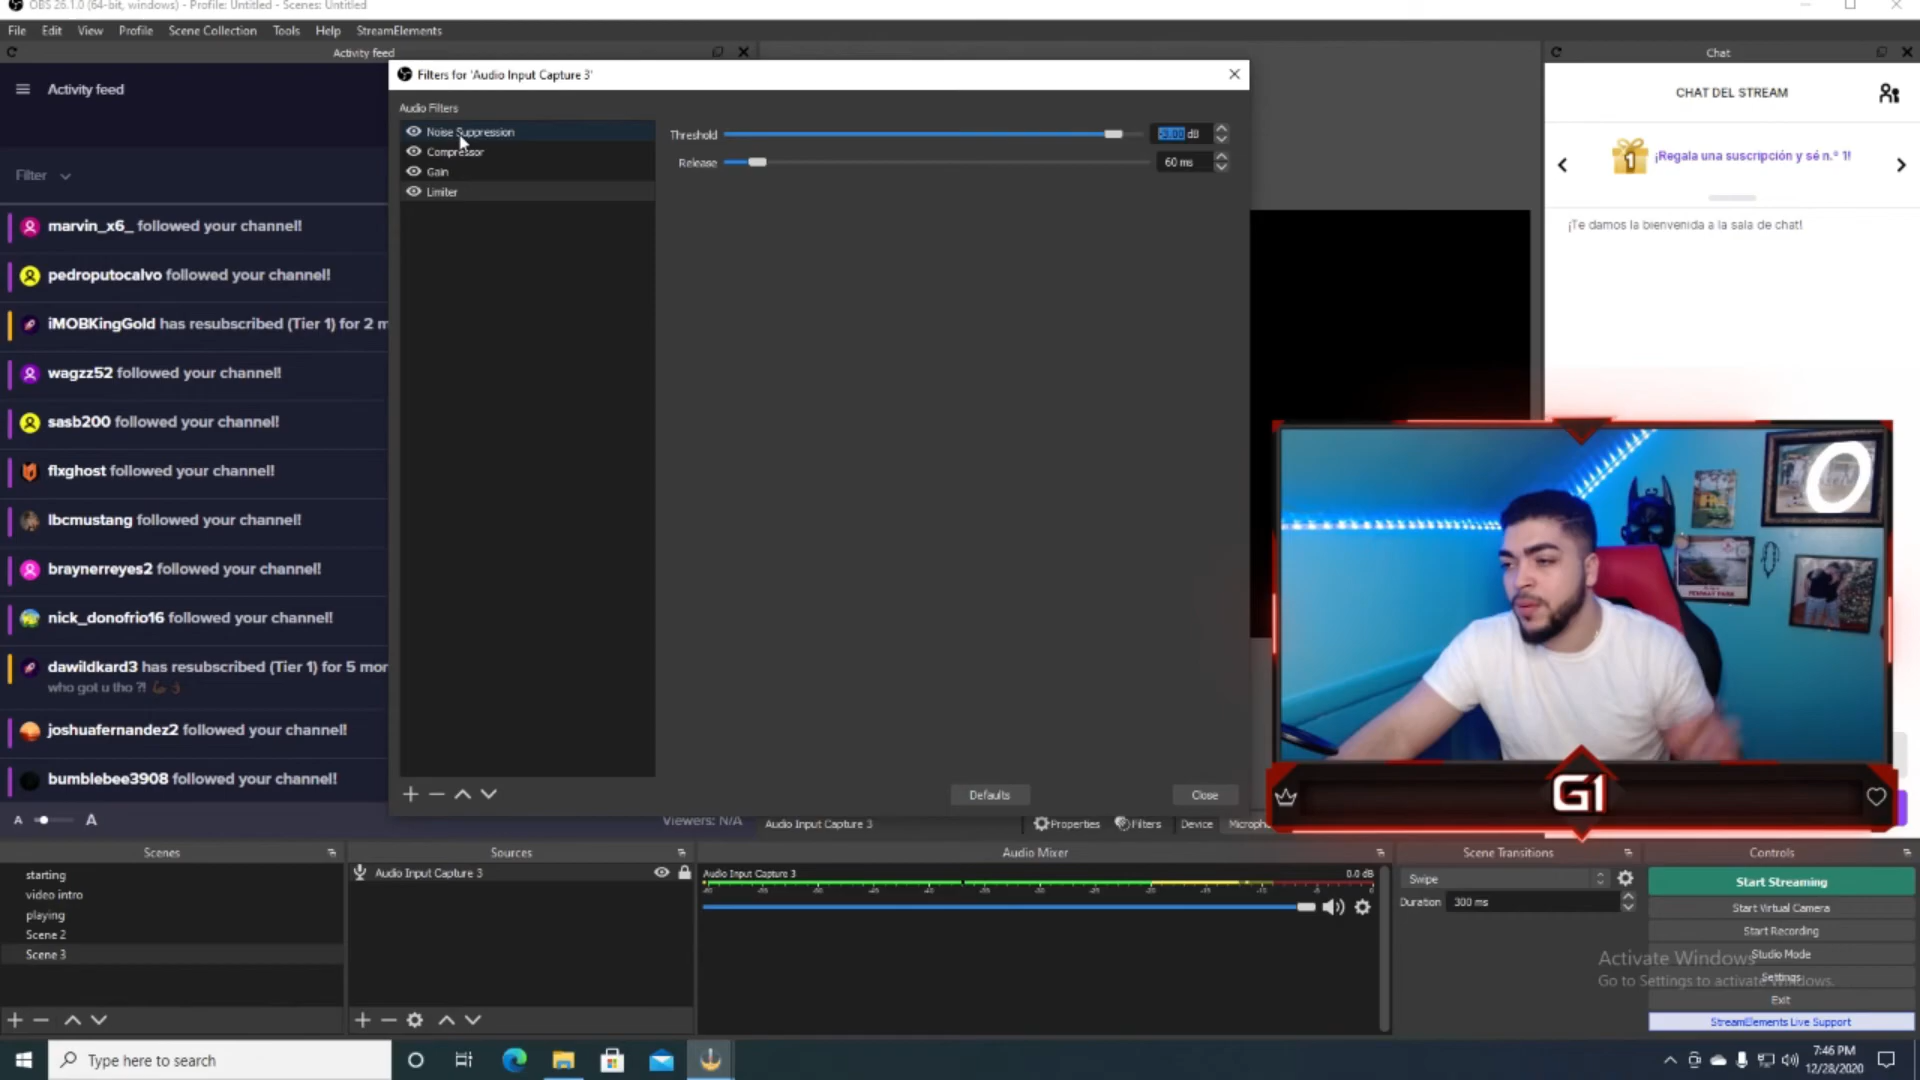 OBS 26.1.0 (64-bit, windows) - Profile: Untitled - Scenes: Untitled
File Edit View Profile Scene Collection Tools Help StreamElements
Activity feed
Chat
Filters for 'Audio Input Capture 3'
Activity feed
Filter
marvin_x6_ followed your channel!
pedroputocalvo followed your channel!
iMOBKingGold has resubscribed (Tier 1) for 2 m
wagzz52 followed your channel!
sasb200 followed your channel!
flxghost followed your channel!
lbcmustang followed your channel!
braynerreyes2 followed your channel!
nick_donofrio16 followed your channel!
dawildkard3 has resubscribed (Tier 1) for 5 mor
who got u tho ?!
joshuafernandez2 followed your channel!
bumblebee3908 followed your channel!
A A
Audio Filters
Noise Suppression
Compressor
Gain
Limiter
Threshold dB
Release 60 ms
Defaults Close
CHAT DEL STREAM
1 ¡Regala una suscripción y sé n.º 1!
¡Te damos la bienvenida a la sala de chat!
G1
Viewers: N/A Audio Input Capture 3 Properties Filters Device Microph
Scenes
starting
video intro
playing
Scene 2
Scene 3
Sources
Audio Input Capture 3
Audio Mixer
Audio Input Capture 3 0.0 dB
Scene Transitions
Swipe
Duration 300 ms
Controls
Start Streaming
Start Virtual Camera
Start Recording
Studio Mode
Settings
Exit
StreamElements Live Support
Activate Windows
Go to Settings to activate Windows.
Type here to search
7:46 PM
12/28/2020